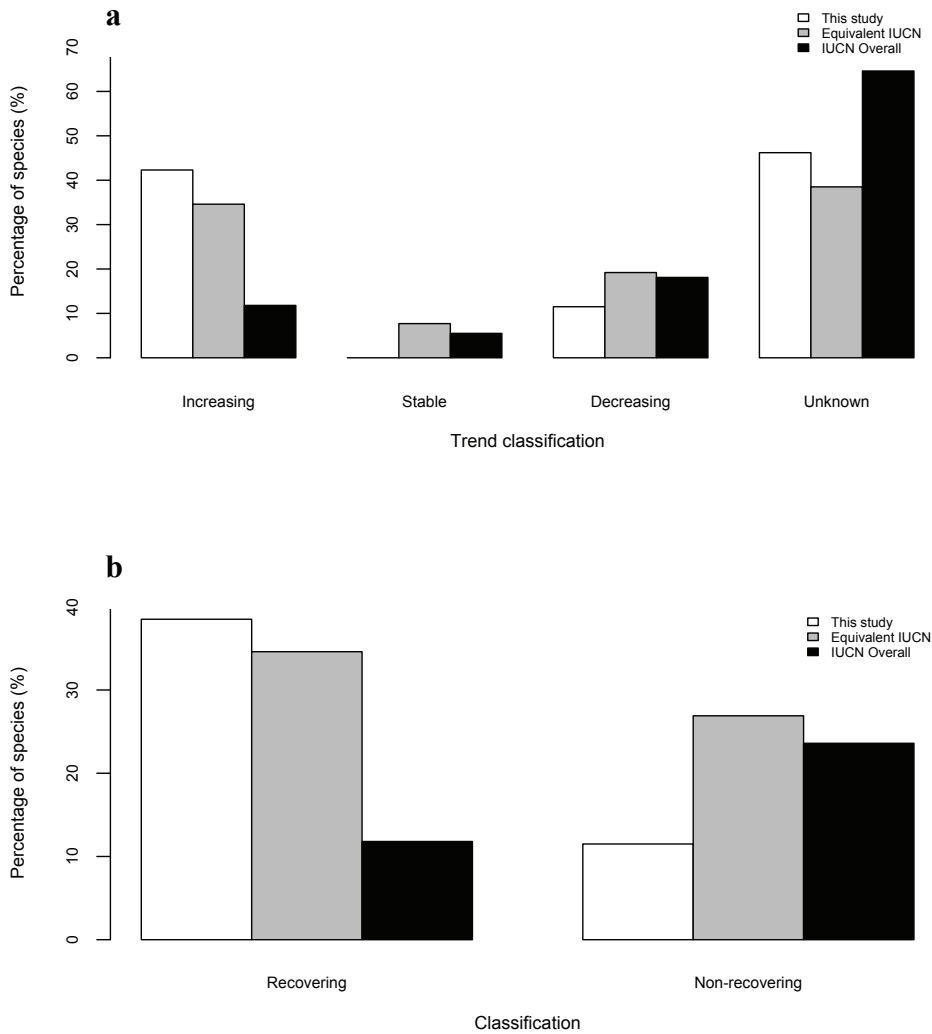 a
This study
Equivalent IUCN
IUCN Overall
Percentage of species (%)
70
60
50
40
30
20
10
0
Increasing Stable Decreasing Unknown
Trend classification
b
This study
Equivalent IUCN
IUCN Overall
Percentage of species (%)
40
30
20
10
0
Recovering Non-recovering
Classification